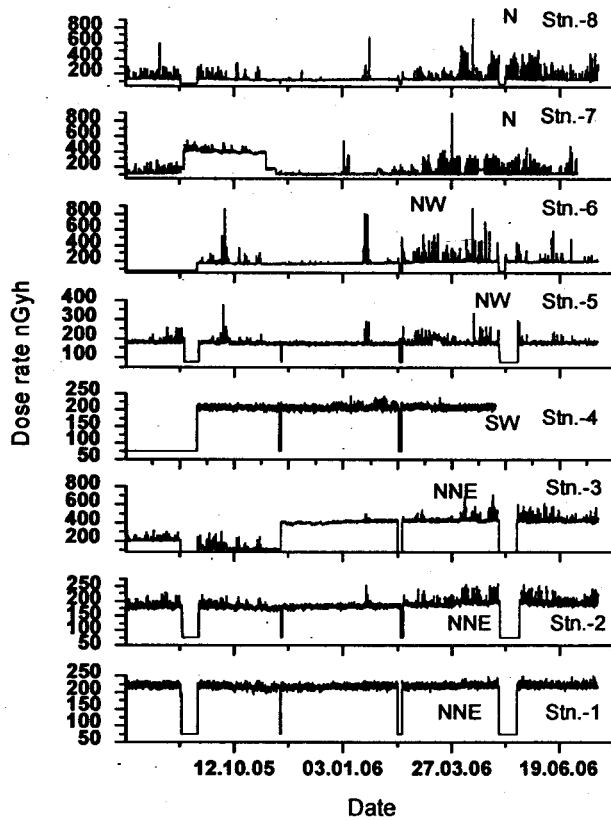 800 N Stn.-8
600
400
200
800 N Stn.-7
600
400
200
800 NW Stn.-6
600
400
200
400 NW Stn.-5
300
200
100
250
200
150 SW Stn.-4
100
50
800 NNE Stn.-3
600
400
200
250
200
150
100 NNE Stn.-2
50
250
200
150
100 NNE Stn.-1
50
Dose rate nGyh
12.10.05 03.01.06 27.03.06 19.06.06
Date